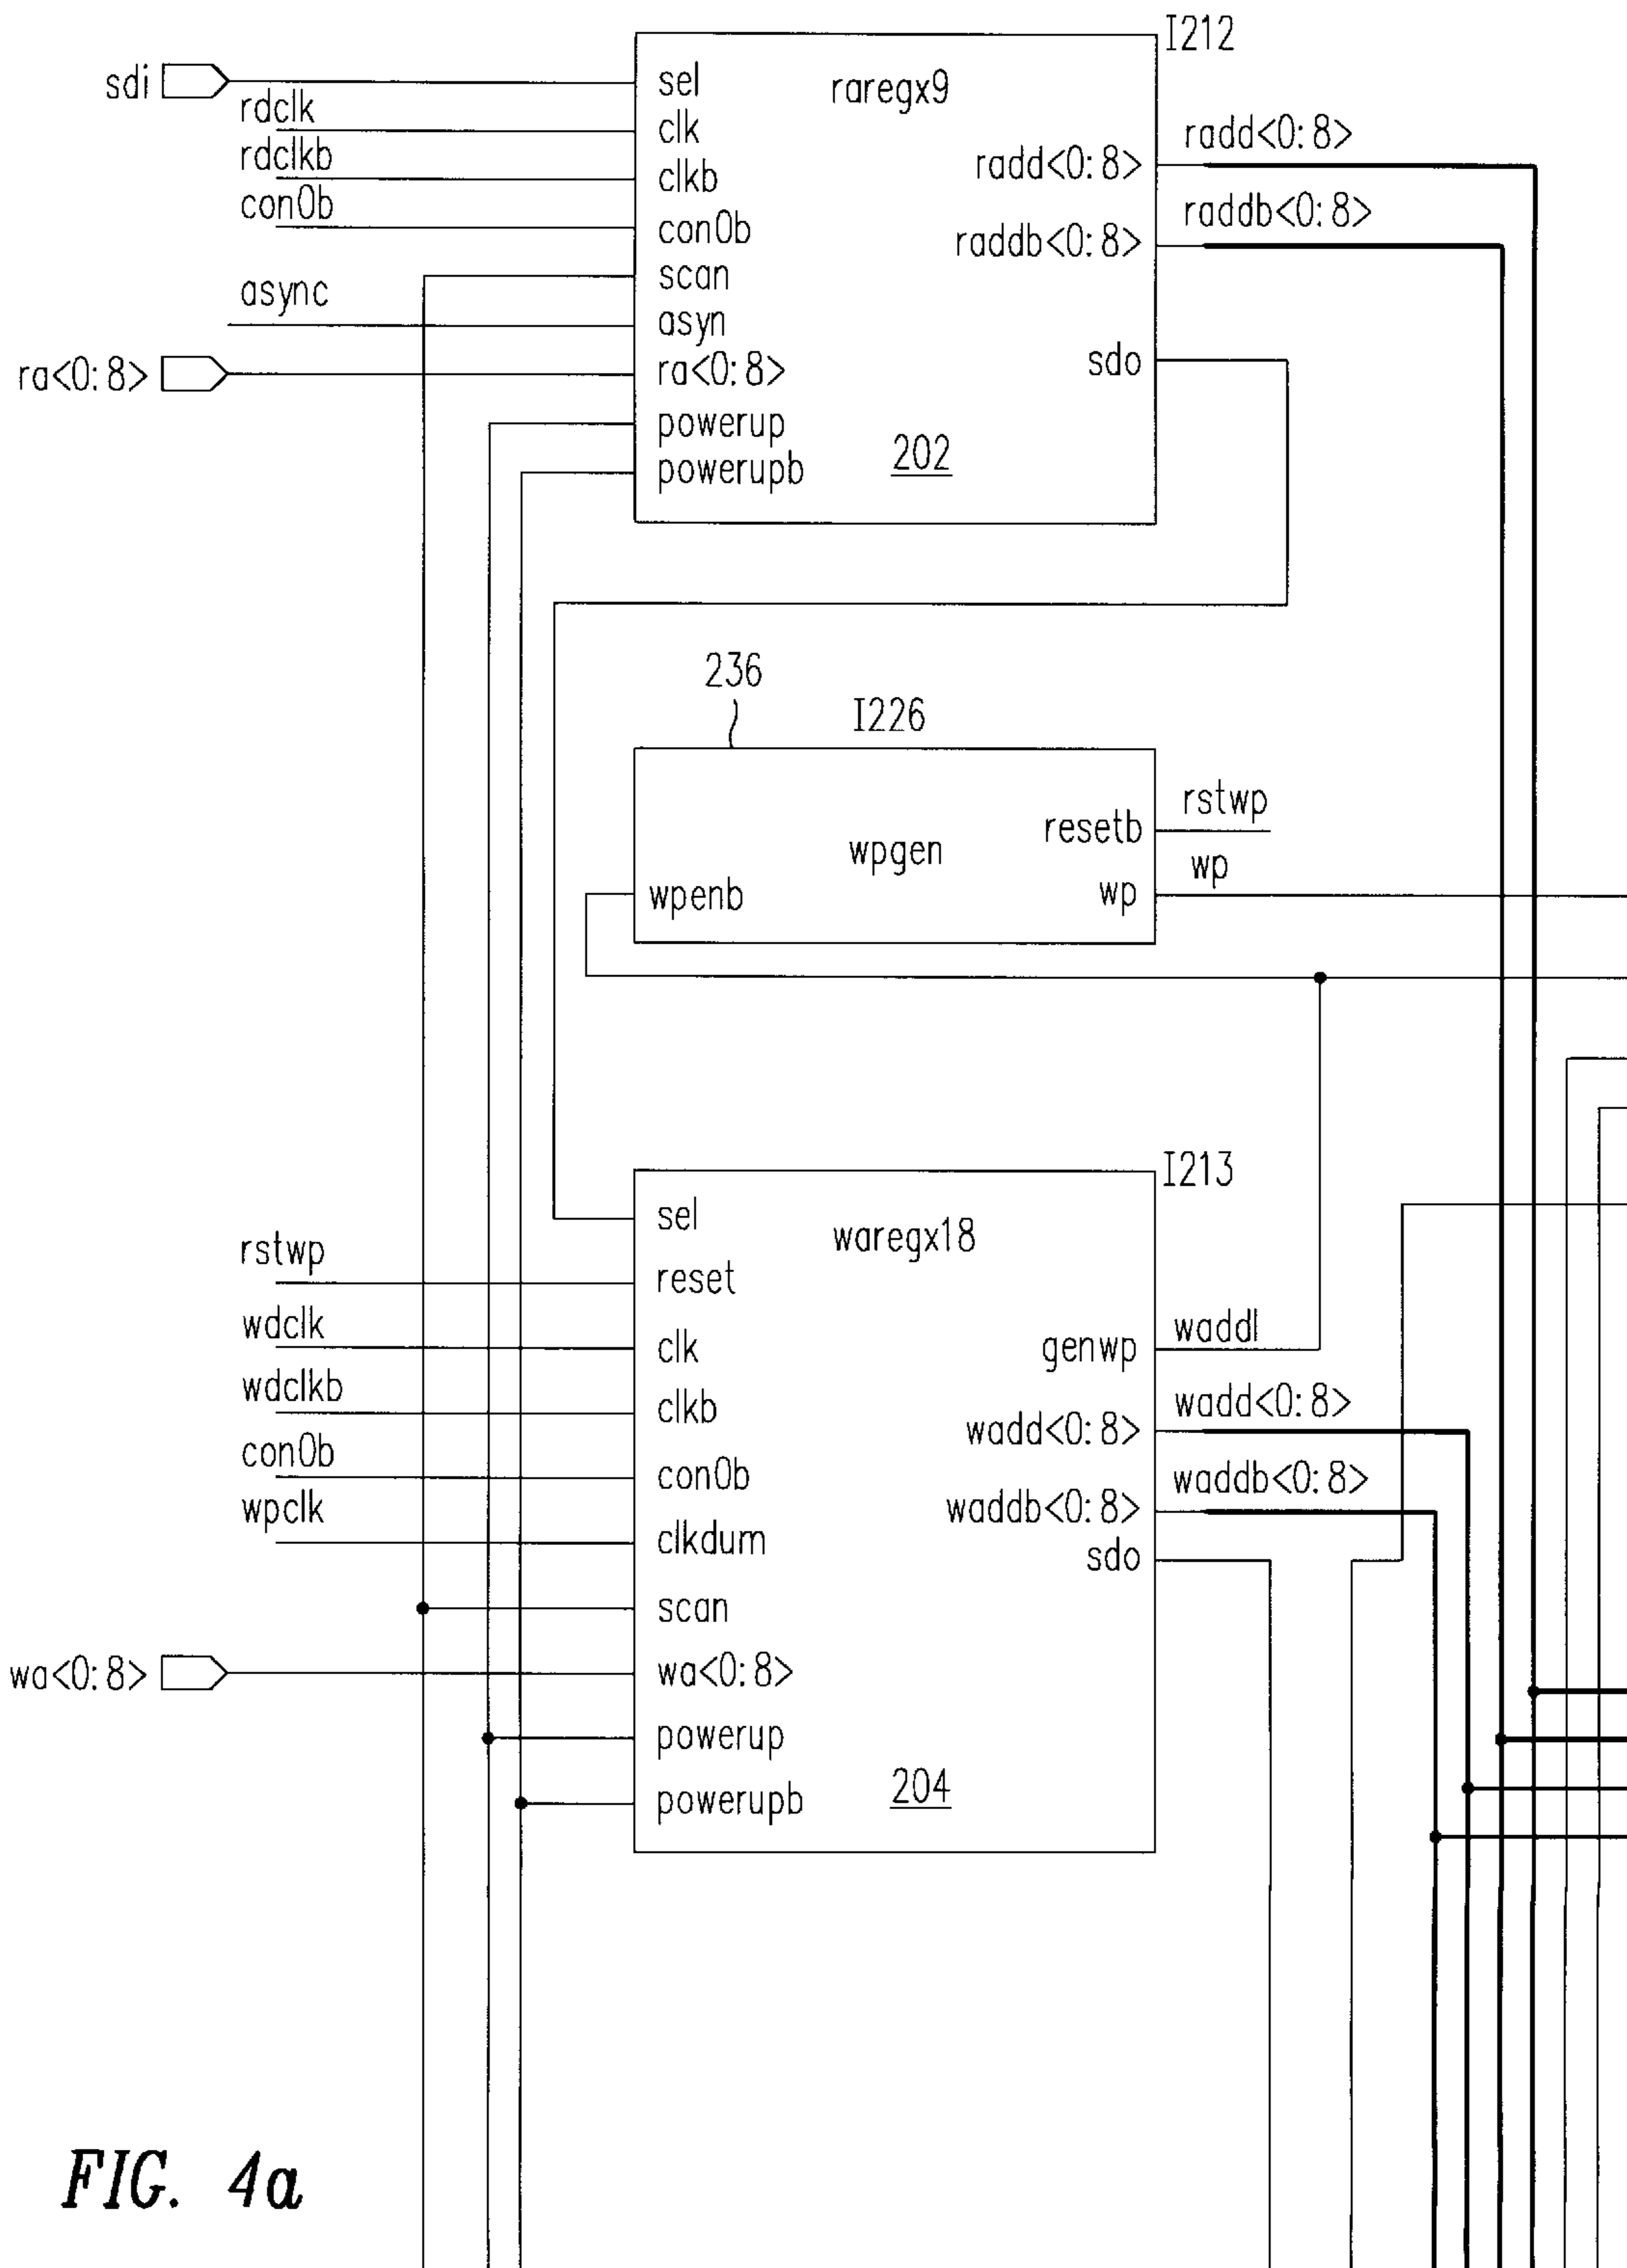 I212
sdi
sel
raregx9
rdclk
clk
radd<0:8>
radd<0:8>
rdclkb
clkb
con0b
con0b
raddb<0:8>
raddb<0:8>
scan
async
asyn
ra<0:8>
ra<0:8>
sdo
powerup
powerupb
202
236
I226
rstwp
resetb
wpgen
wp
wpenb
wp
I213
sel
waregx18
rstwp
reset
wdclk
clk
genwp
waddl
wdclkb
clkb
wadd<0:8>
wadd<0:8>
con0b
con0b
waddb<0:8>
waddb<0:8>
wpclk
clkdum
sdo
scan
wa<0:8>
wa<0:8>
powerup
powerupb
204
FIG. 4a